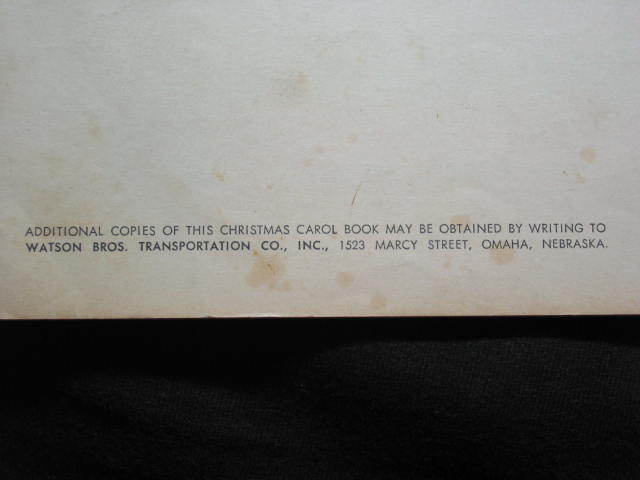 ADDITIONAL COPIES OF THIS CHRISTMAS CAROL BOOK MAY BE OBTAINED BY WRITING TO
WATSON BROS. TRANSPORTATION CO., INC., 1523 MARCY STREET, OMAHA, NEBRASKA.